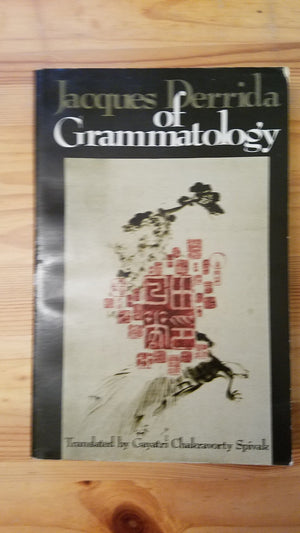 Jacques Derrida
of
Grammatology
Translated by Gayatri Chakravorty Spivak